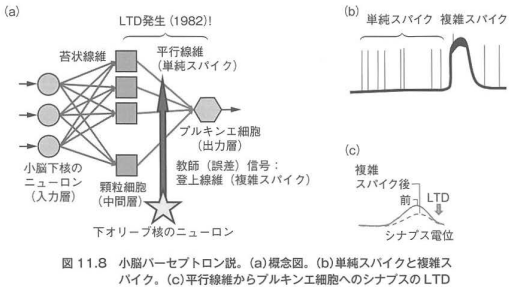 (a)
LTD発生(1982)!
苔状線維
平行線維
(単純スパイク)
プルキンエ細胞
(出力層)
小脳下核の
ニューロン
(入力層)
顆粒細胞
(中間層)
教師(誤差)信号:
登上線維(複雑スパイク)
下オリーブ核のニューロン
(b)
単純スパイク 複雑スパイク
(c)
複雑
スパイク後
前
LTD
シナプス電位
図 11.8 小脳パーセプトロン説。(a)概念図。(b)単純スパイクと複雑ス
パイク。(c)平行線維からプルキンエ細胞へのシナプスの LTD